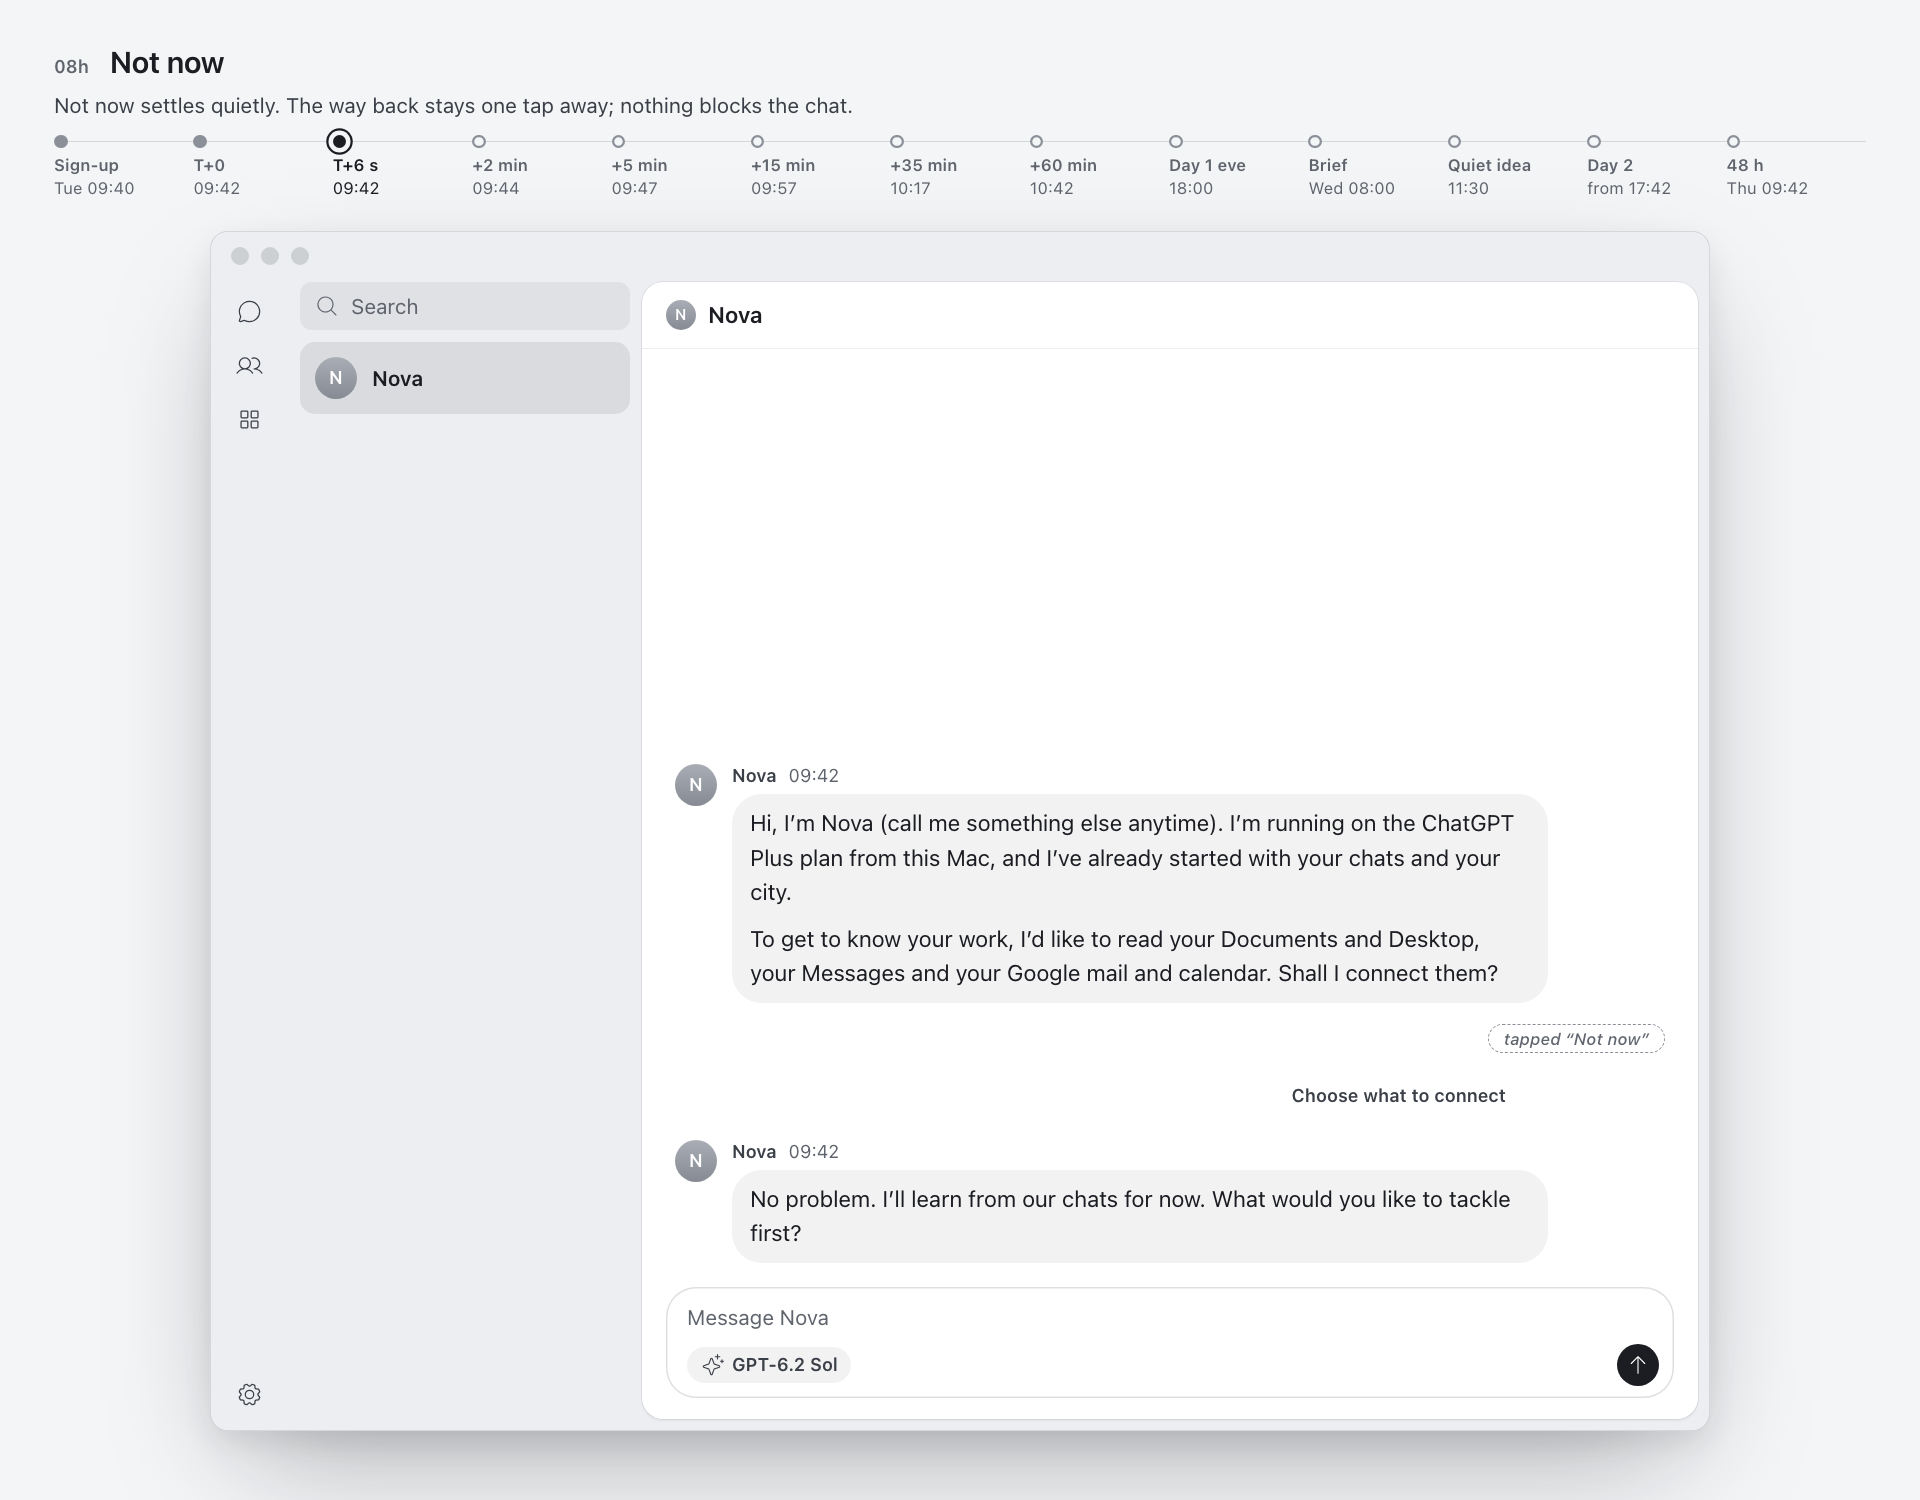 08h Not now
Not now settles quietly. The way back stays one tap away; nothing blocks the chat.
Sign-up T+0 T+6 s +2 min +5 min +15 min +35 min +60 min Day 1 eve Brief Quiet idea Day 2 48 h
Tue 09:40 09:42 09:42 09:44 09:47 09:57 10:17 10:42 18:00 Wed 08:00 11:30 from 17:42 Thu 09:42
Search
N Nova
N Nova
N
Nova 09:42
Hi, I’m Nova (call me something else anytime). I’m running on the ChatGPT
Plus plan from this Mac, and I’ve already started with your chats and your
city.
To get to know your work, I’d like to read your Documents and Desktop,
your Messages and your Google mail and calendar. Shall I connect them?
tapped “Not now”
Choose what to connect
N
Nova 09:42
No problem. I’ll learn from our chats for now. What would you like to tackle
first?
Message Nova
GPT-6.2 Sol